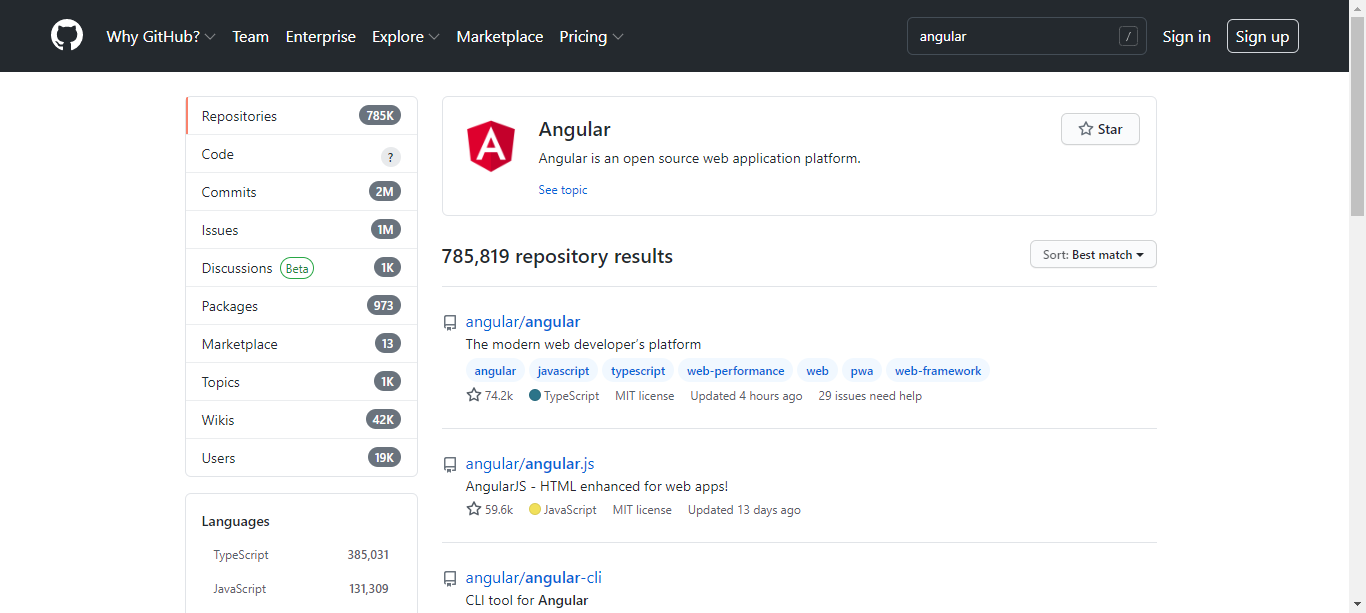 Why GitHub? Team Enterprise Explore Marketplace Pricing angular / Sign in Sign up
Repositories 785K
Code ?
Commits 2M
Issues 1M
Discussions Beta 1K
Packages 973
Marketplace 13
Topics 1K
Wikis 42K
Users 19K
Languages
TypeScript 385,031
JavaScript 131,309
A
Angular
Star
Angular is an open source web application platform.
See topic
785,819 repository results
Sort: Best match
angular/angular
The modern web developer’s platform
angular javascript typescript web-performance web pwa web-framework
74.2k TypeScript MIT license Updated 4 hours ago 29 issues need help
angular/angular.js
AngularJS - HTML enhanced for web apps!
59.6k JavaScript MIT license Updated 13 days ago
angular/angular-cli
CLI tool for Angular